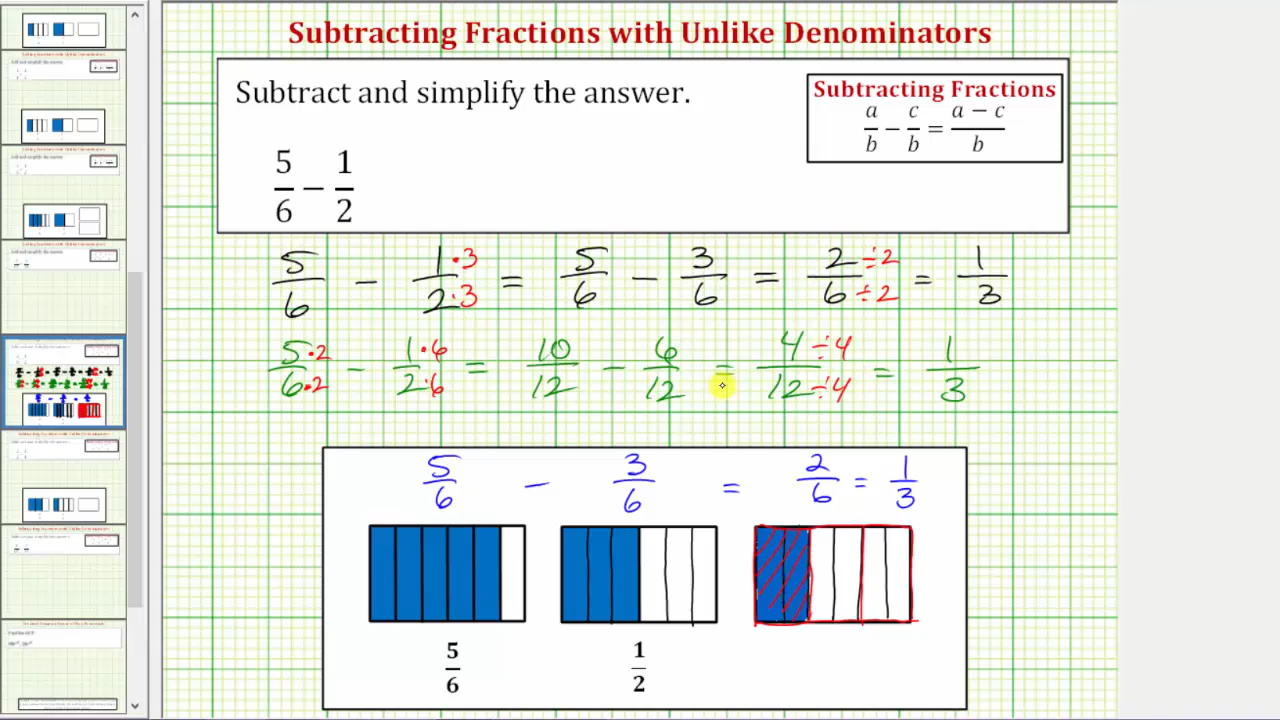 Subtracting Fractions with Unlike Denominators
Subtract and simplify the answer.
Subtracting Fractions
a/b − c/b = (a − c)/b
5/6 − 1/2
5/6 − 1·3/2·3 = 5/6 − 3/6 = 2÷2/6÷2 = 1/3
5·2/6·2 − 1·6/2·6 = 10/12 − 6/12 = 4÷4/12÷4 = 1/3
5/6 − 3/6 = 2/6 = 1/3
5/6 1/2